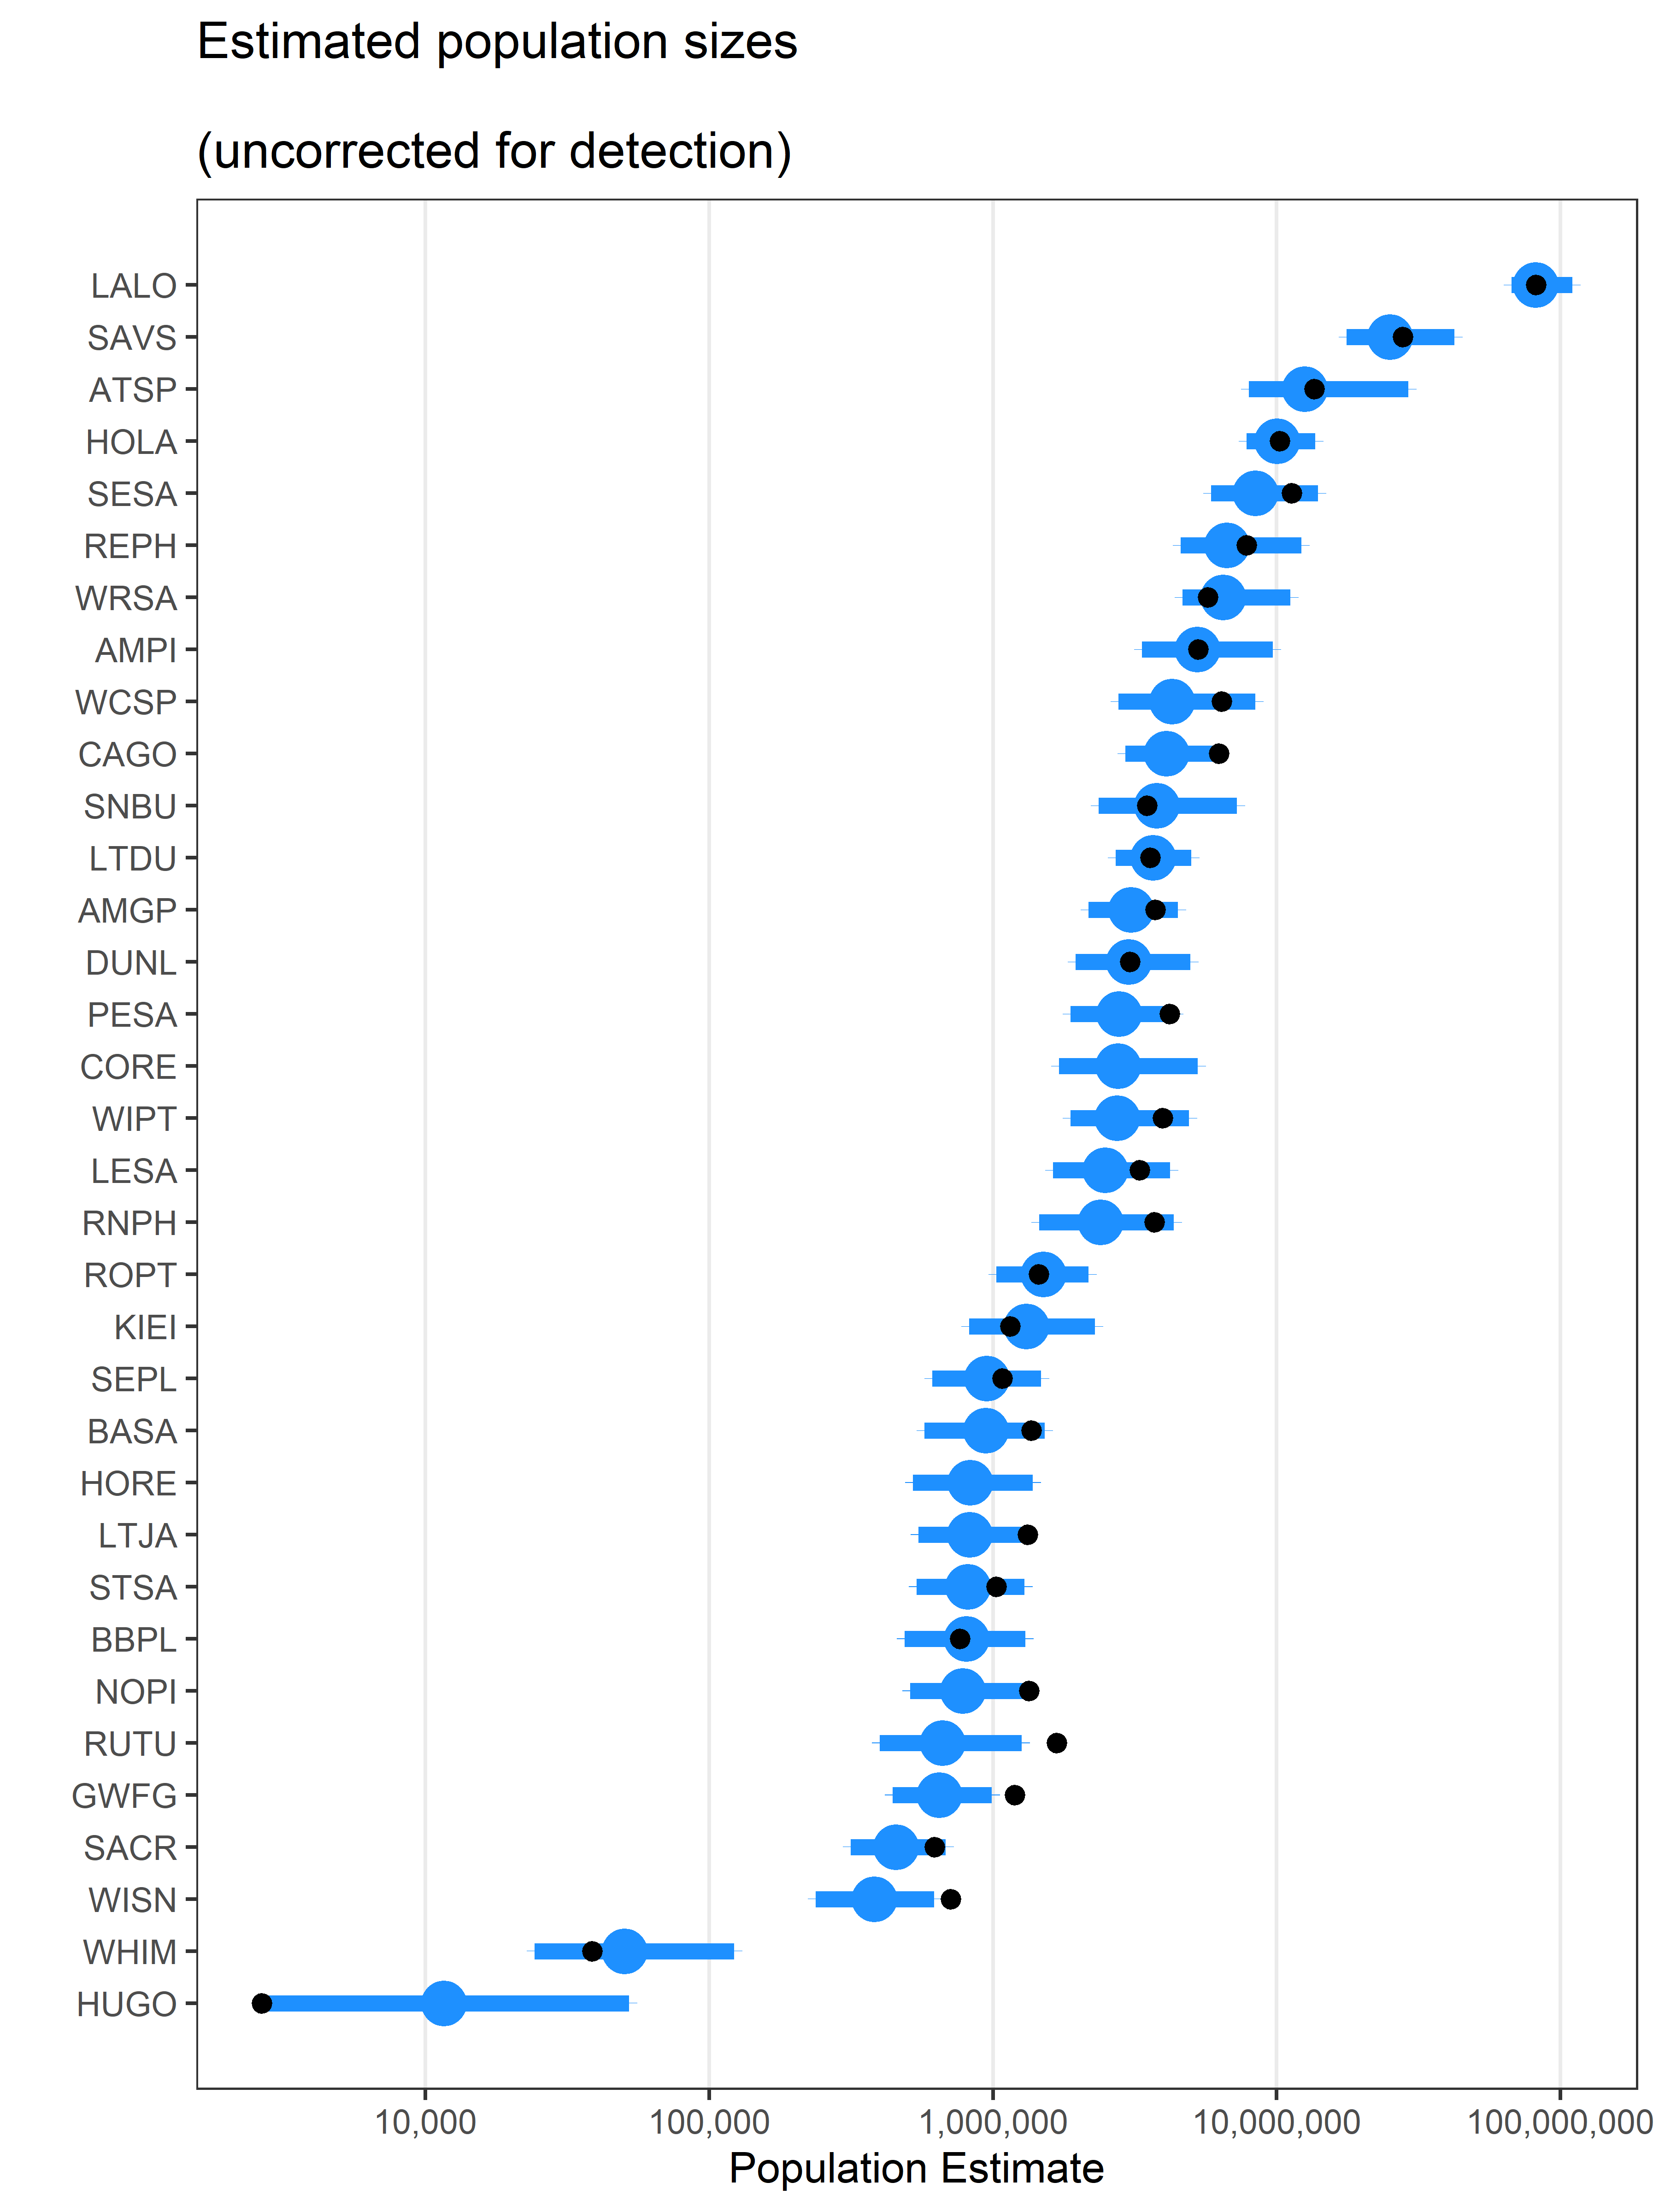 Estimated population sizes
(uncorrected for detection)
LALO
SAVS
ATSP
HOLA
SESA
REPH
WRSA
AMPI
WCSP
CAGO
SNBU
LTDU
AMGP
DUNL
PESA
CORE
WIPT
LESA
RNPH
ROPT
KIEI
SEPL
BASA
HORE
LTJA
STSA
BBPL
NOPI
RUTU
GWFG
SACR
WISN
WHIM
HUGO
10,000 100,000 1,000,000 10,000,000 100,000,000
Population Estimate